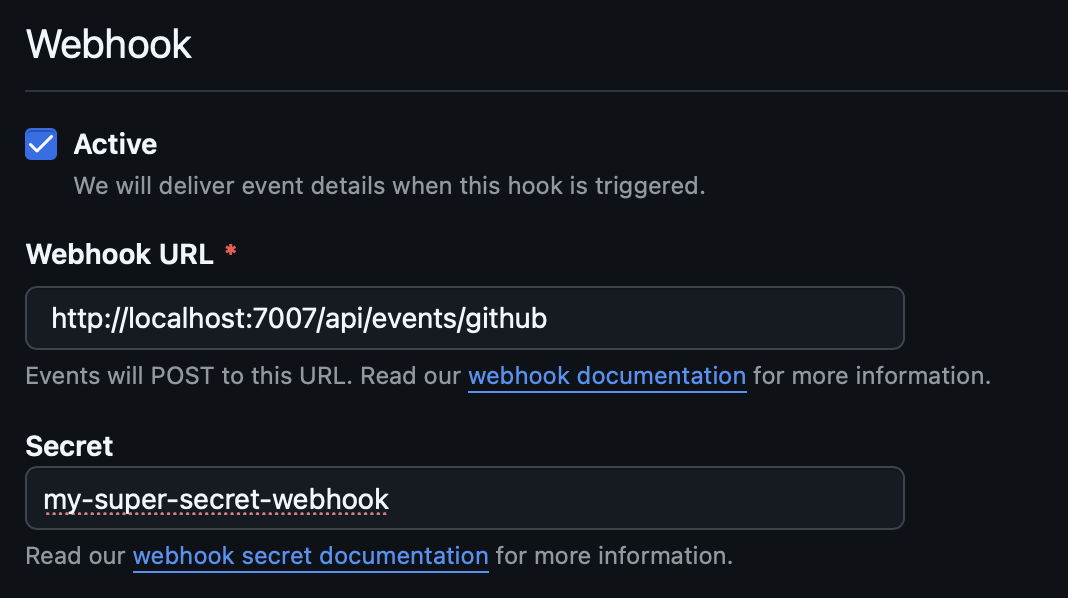 Webhook
Active
We will deliver event details when this hook is triggered.
Webhook URL *
http://localhost:7007/api/events/github
Events will POST to this URL. Read our webhook documentation for more information.
Secret
my-super-secret-webhook
Read our webhook secret documentation for more information.